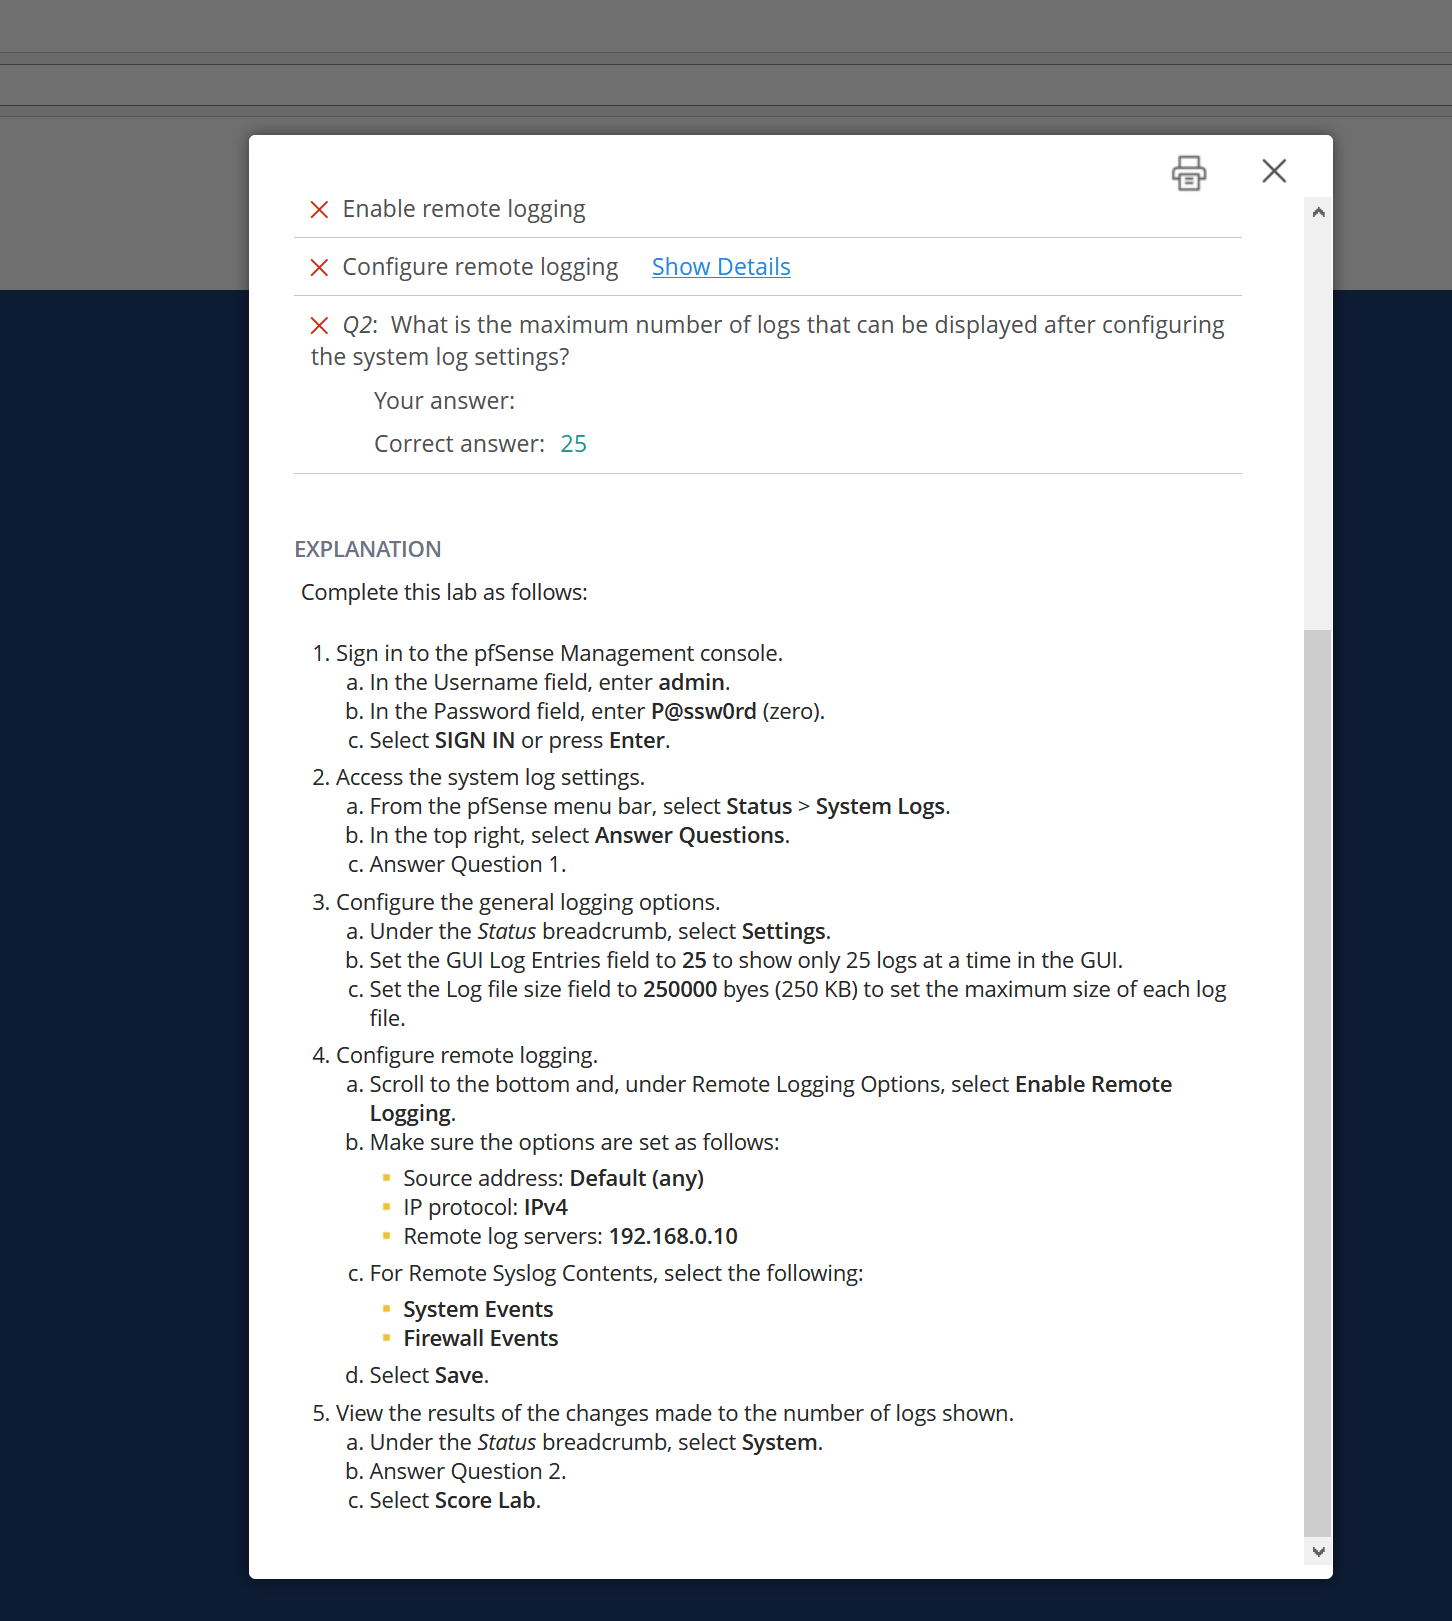 Enable remote logging
Configure remote logging Show Details
Q2: What is the maximum number of logs that can be displayed after configuring
the system log settings?
Your answer:
Correct answer: 25
EXPLANATION
Complete this lab as follows:
1. Sign in to the pfSense Management console.
a. In the Username field, enter admin.
b. In the Password field, enter P@ssw0rd (zero).
c. Select SIGN IN or press Enter.
2. Access the system log settings.
a. From the pfSense menu bar, select Status > System Logs.
b. In the top right, select Answer Questions.
c. Answer Question 1.
3. Configure the general logging options.
a. Under the Status breadcrumb, select Settings.
b. Set the GUI Log Entries field to 25 to show only 25 logs at a time in the GUI.
c. Set the Log file size field to 250000 byes (250 KB) to set the maximum size of each log
file.
4. Configure remote logging.
a. Scroll to the bottom and, under Remote Logging Options, select Enable Remote
Logging.
b. Make sure the options are set as follows:
Source address: Default (any)
IP protocol: IPv4
Remote log servers: 192.168.0.10
c. For Remote Syslog Contents, select the following:
System Events
Firewall Events
d. Select Save.
5. View the results of the changes made to the number of logs shown.
a. Under the Status breadcrumb, select System.
b. Answer Question 2.
c. Select Score Lab.